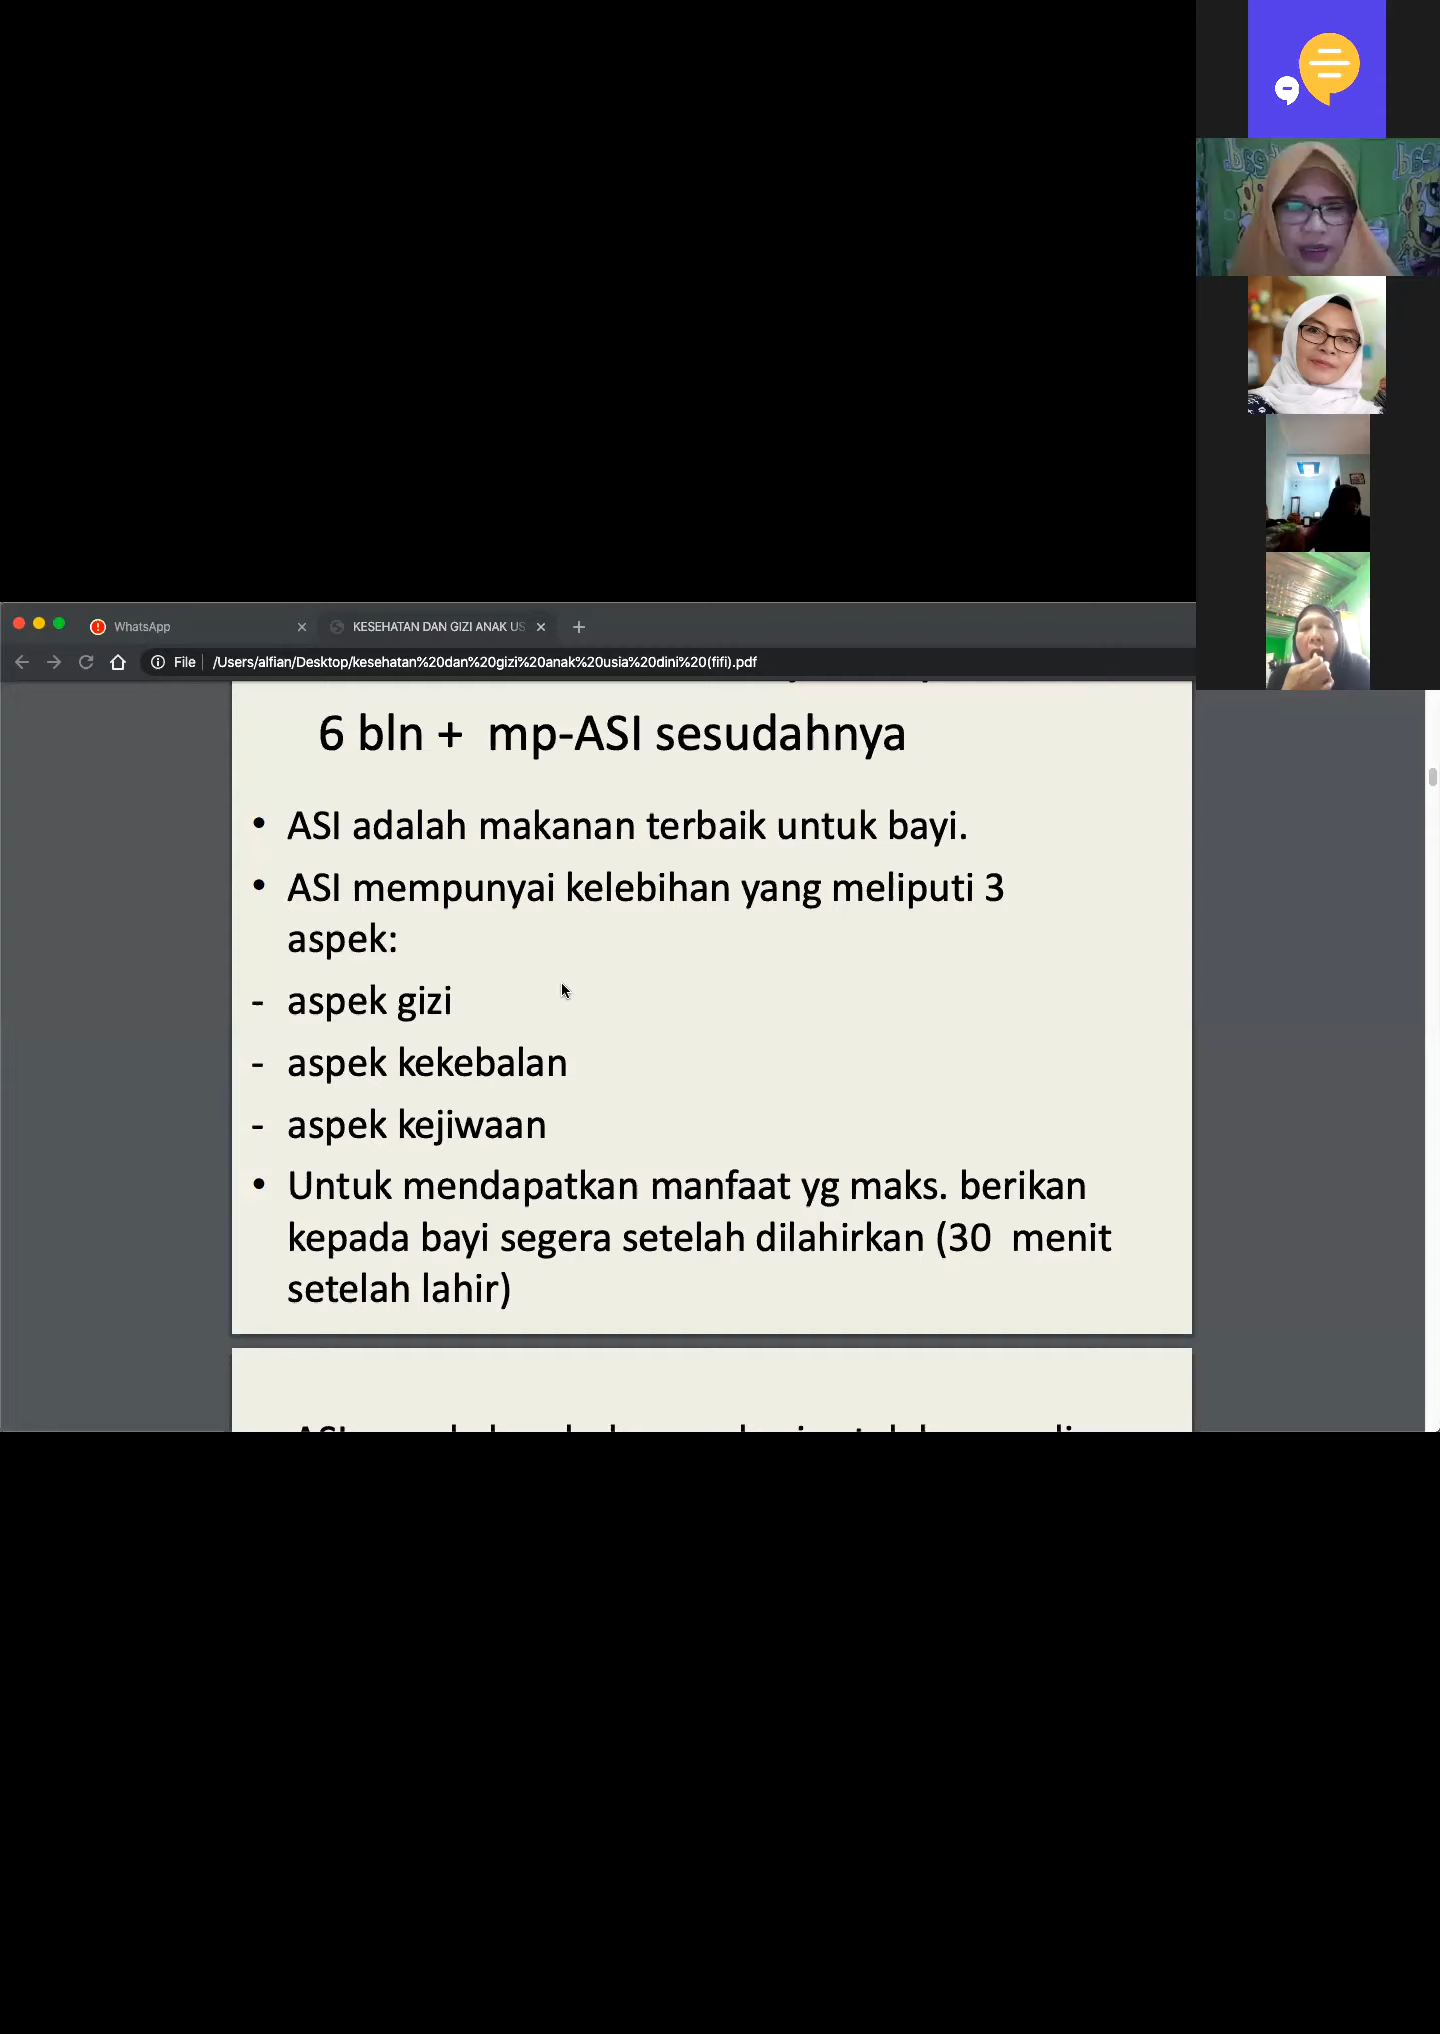 WhatsApp
KESEHATAN DAN GIZI ANAK US
File
/Users/alfian/Desktop/kesehatan%20dan%20gizi%20anak%20usia%20dini%20(fifi).pdf
6 bln + mp-ASI sesudahnya
• ASI adalah makanan terbaik untuk bayi.
• ASI mempunyai kelebihan yang meliputi 3
aspek:
- aspek gizi
- aspek kekebalan
- aspek kejiwaan
• Untuk mendapatkan manfaat yg maks. berikan
kepada bayi segera setelah dilahirkan (30 menit
setelah lahir)